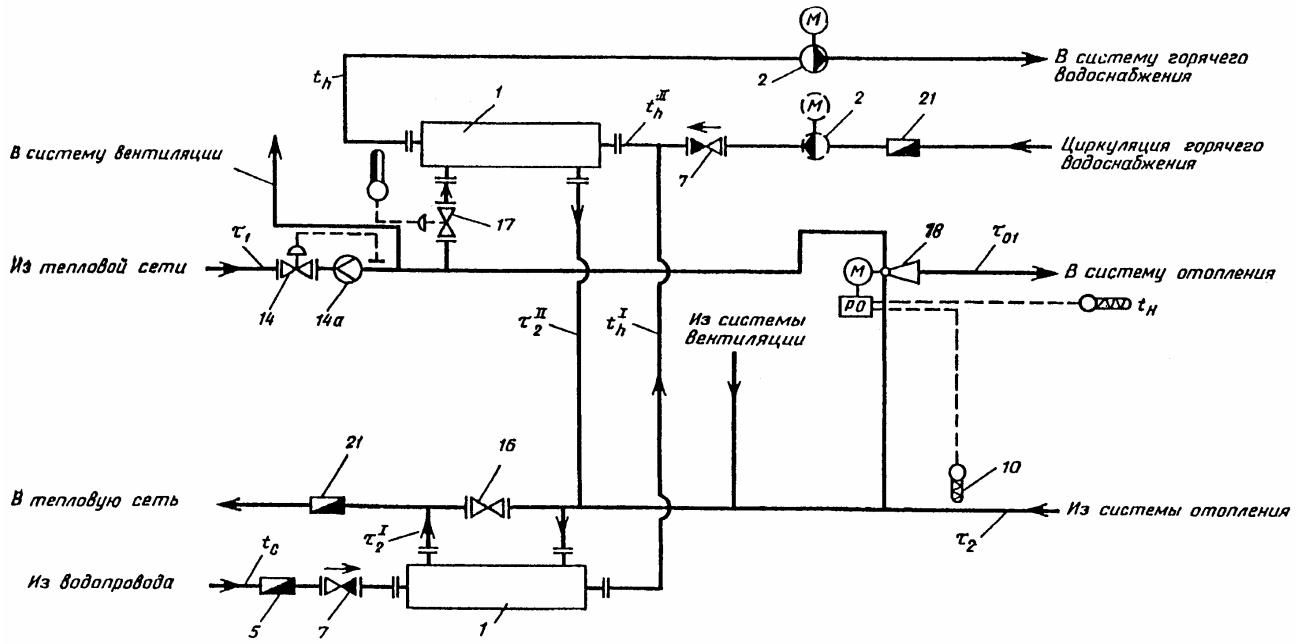 M
В систему горячего
водоснабжения
2
t_h
1
t_h^II
M
2
21
В систему вентиляции
Циркуляция горячего
водоснабжения
7
17
τ_1
18
τ_01
Из тепловой сети
M
В систему отопления
14
14а
РО
t_н
τ_2^II
t_h^I
Из системы
вентиляции
21
16
10
В тепловую сеть
Из системы отопления
τ_2^I
τ_2
t_c
Из водопровода
5
7
1